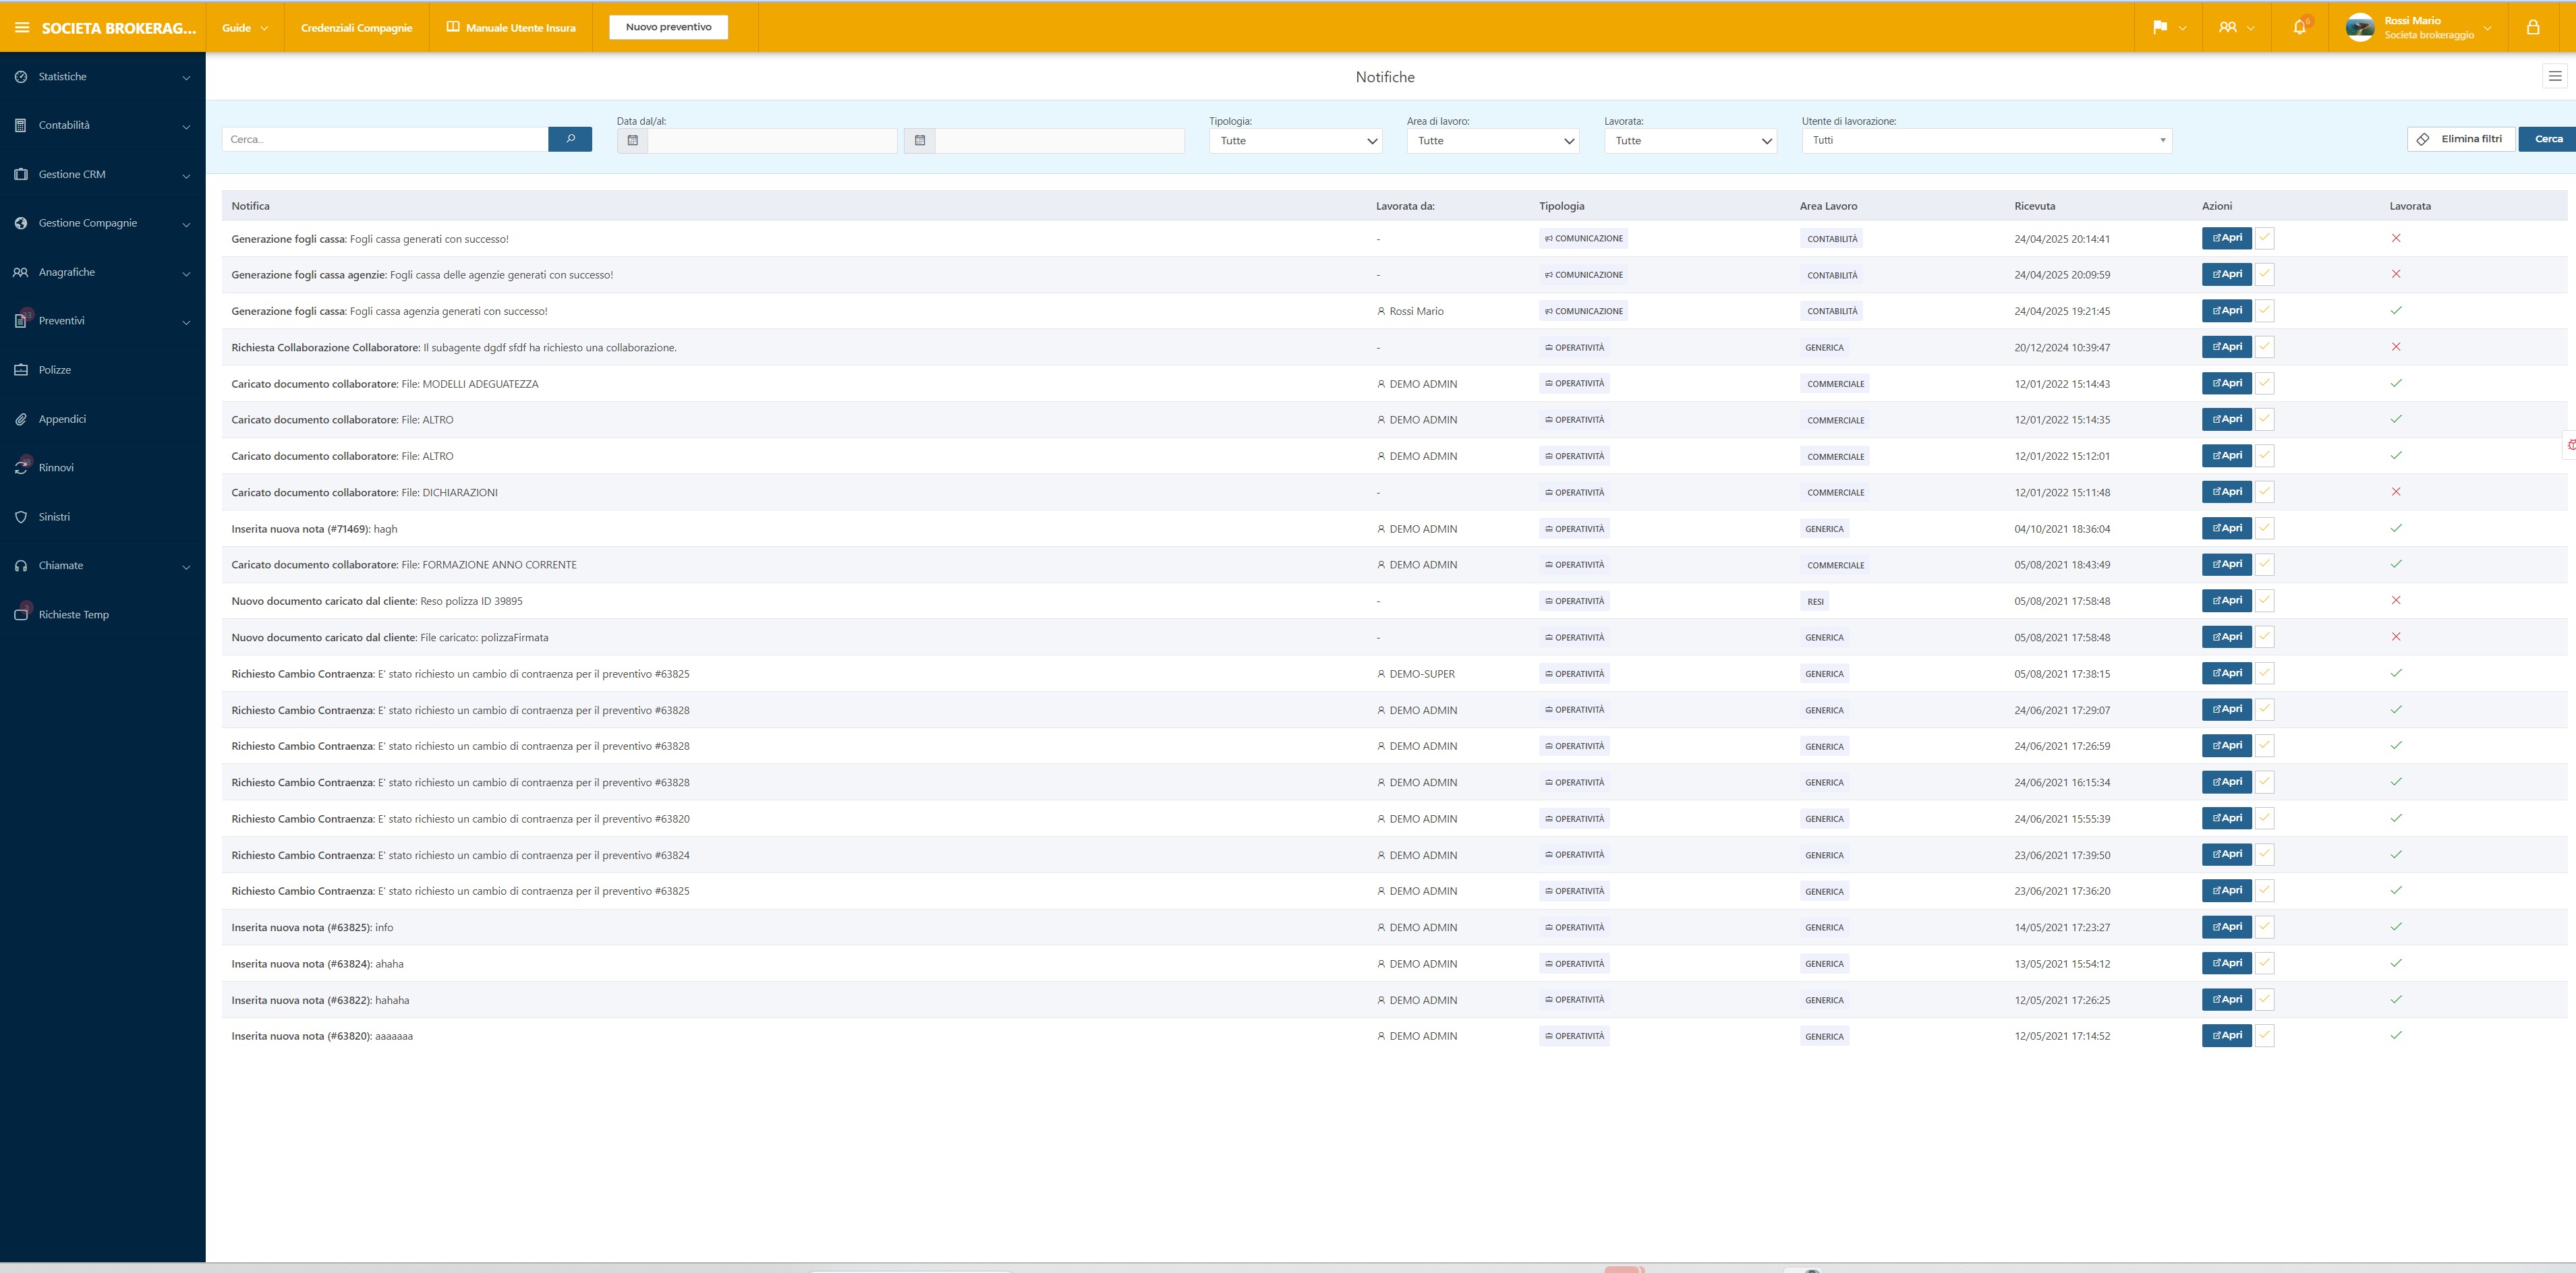 SOCIETA BROKERAG... Guide Credenziali Compagnie Manuale Utente Insura Nuovo preventivo 6 Rossi Mario
Societa brokeraggio
Statistiche
Contabilità
Gestione CRM
Gestione Compagnie
Anagrafiche
Preventivi
Polizze
Appendici
Rinnovi
Sinistri
Chiamate
Richieste Temp
Notifiche
Data dal/al: Tipologia: Area di lavoro: Lavorata: Utente di lavorazione:
Cerca... Tutte Tutte Tutte Tutti Elimina filtri Cerca
Notifica Lavorata da: Tipologia Area Lavoro Ricevuta Azioni Lavorata
Generazione fogli cassa: Fogli cassa generati con successo! - COMUNICAZIONE CONTABILITÀ 24/04/2025 20:14:41 Apri
Generazione fogli cassa agenzie: Fogli cassa delle agenzie generati con successo! - COMUNICAZIONE CONTABILITÀ 24/04/2025 20:09:59 Apri
Generazione fogli cassa: Fogli cassa agenzia generati con successo! Rossi Mario COMUNICAZIONE CONTABILITÀ 24/04/2025 19:21:45 Apri
Richiesta Collaborazione Collaboratore: Il subagente dgdf sfdf ha richiesto una collaborazione. - OPERATIVITÀ GENERICA 20/12/2024 10:39:47 Apri
Caricato documento collaboratore: File: MODELLI ADEGUATEZZA DEMO ADMIN OPERATIVITÀ COMMERCIALE 12/01/2022 15:14:43 Apri
Caricato documento collaboratore: File: ALTRO DEMO ADMIN OPERATIVITÀ COMMERCIALE 12/01/2022 15:14:35 Apri
Caricato documento collaboratore: File: ALTRO DEMO ADMIN OPERATIVITÀ COMMERCIALE 12/01/2022 15:12:01 Apri
Caricato documento collaboratore: File: DICHIARAZIONI - OPERATIVITÀ COMMERCIALE 12/01/2022 15:11:48 Apri
Inserita nuova nota (#71469): hagh DEMO ADMIN OPERATIVITÀ GENERICA 04/10/2021 18:36:04 Apri
Caricato documento collaboratore: File: FORMAZIONE ANNO CORRENTE DEMO ADMIN OPERATIVITÀ COMMERCIALE 05/08/2021 18:43:49 Apri
Nuovo documento caricato dal cliente: Reso polizza ID 39895 - OPERATIVITÀ RESI 05/08/2021 17:58:48 Apri
Nuovo documento caricato dal cliente: File caricato: polizzaFirmata - OPERATIVITÀ GENERICA 05/08/2021 17:58:48 Apri
Richiesto Cambio Contraenza: E' stato richiesto un cambio di contraenza per il preventivo #63825 DEMO-SUPER OPERATIVITÀ GENERICA 05/08/2021 17:38:15 Apri
Richiesto Cambio Contraenza: E' stato richiesto un cambio di contraenza per il preventivo #63828 DEMO ADMIN OPERATIVITÀ GENERICA 24/06/2021 17:29:07 Apri
Richiesto Cambio Contraenza: E' stato richiesto un cambio di contraenza per il preventivo #63828 DEMO ADMIN OPERATIVITÀ GENERICA 24/06/2021 17:26:59 Apri
Richiesto Cambio Contraenza: E' stato richiesto un cambio di contraenza per il preventivo #63828 DEMO ADMIN OPERATIVITÀ GENERICA 24/06/2021 16:15:34 Apri
Richiesto Cambio Contraenza: E' stato richiesto un cambio di contraenza per il preventivo #63820 DEMO ADMIN OPERATIVITÀ GENERICA 24/06/2021 15:55:39 Apri
Richiesto Cambio Contraenza: E' stato richiesto un cambio di contraenza per il preventivo #63824 DEMO ADMIN OPERATIVITÀ GENERICA 23/06/2021 17:39:50 Apri
Richiesto Cambio Contraenza: E' stato richiesto un cambio di contraenza per il preventivo #63825 DEMO ADMIN OPERATIVITÀ GENERICA 23/06/2021 17:36:20 Apri
Inserita nuova nota (#63825): info DEMO ADMIN OPERATIVITÀ GENERICA 14/05/2021 17:23:27 Apri
Inserita nuova nota (#63824): ahaha DEMO ADMIN OPERATIVITÀ GENERICA 13/05/2021 15:54:12 Apri
Inserita nuova nota (#63822): hahaha DEMO ADMIN OPERATIVITÀ GENERICA 12/05/2021 17:26:25 Apri
Inserita nuova nota (#63820): aaaaaaa DEMO ADMIN OPERATIVITÀ GENERICA 12/05/2021 17:14:52 Apri